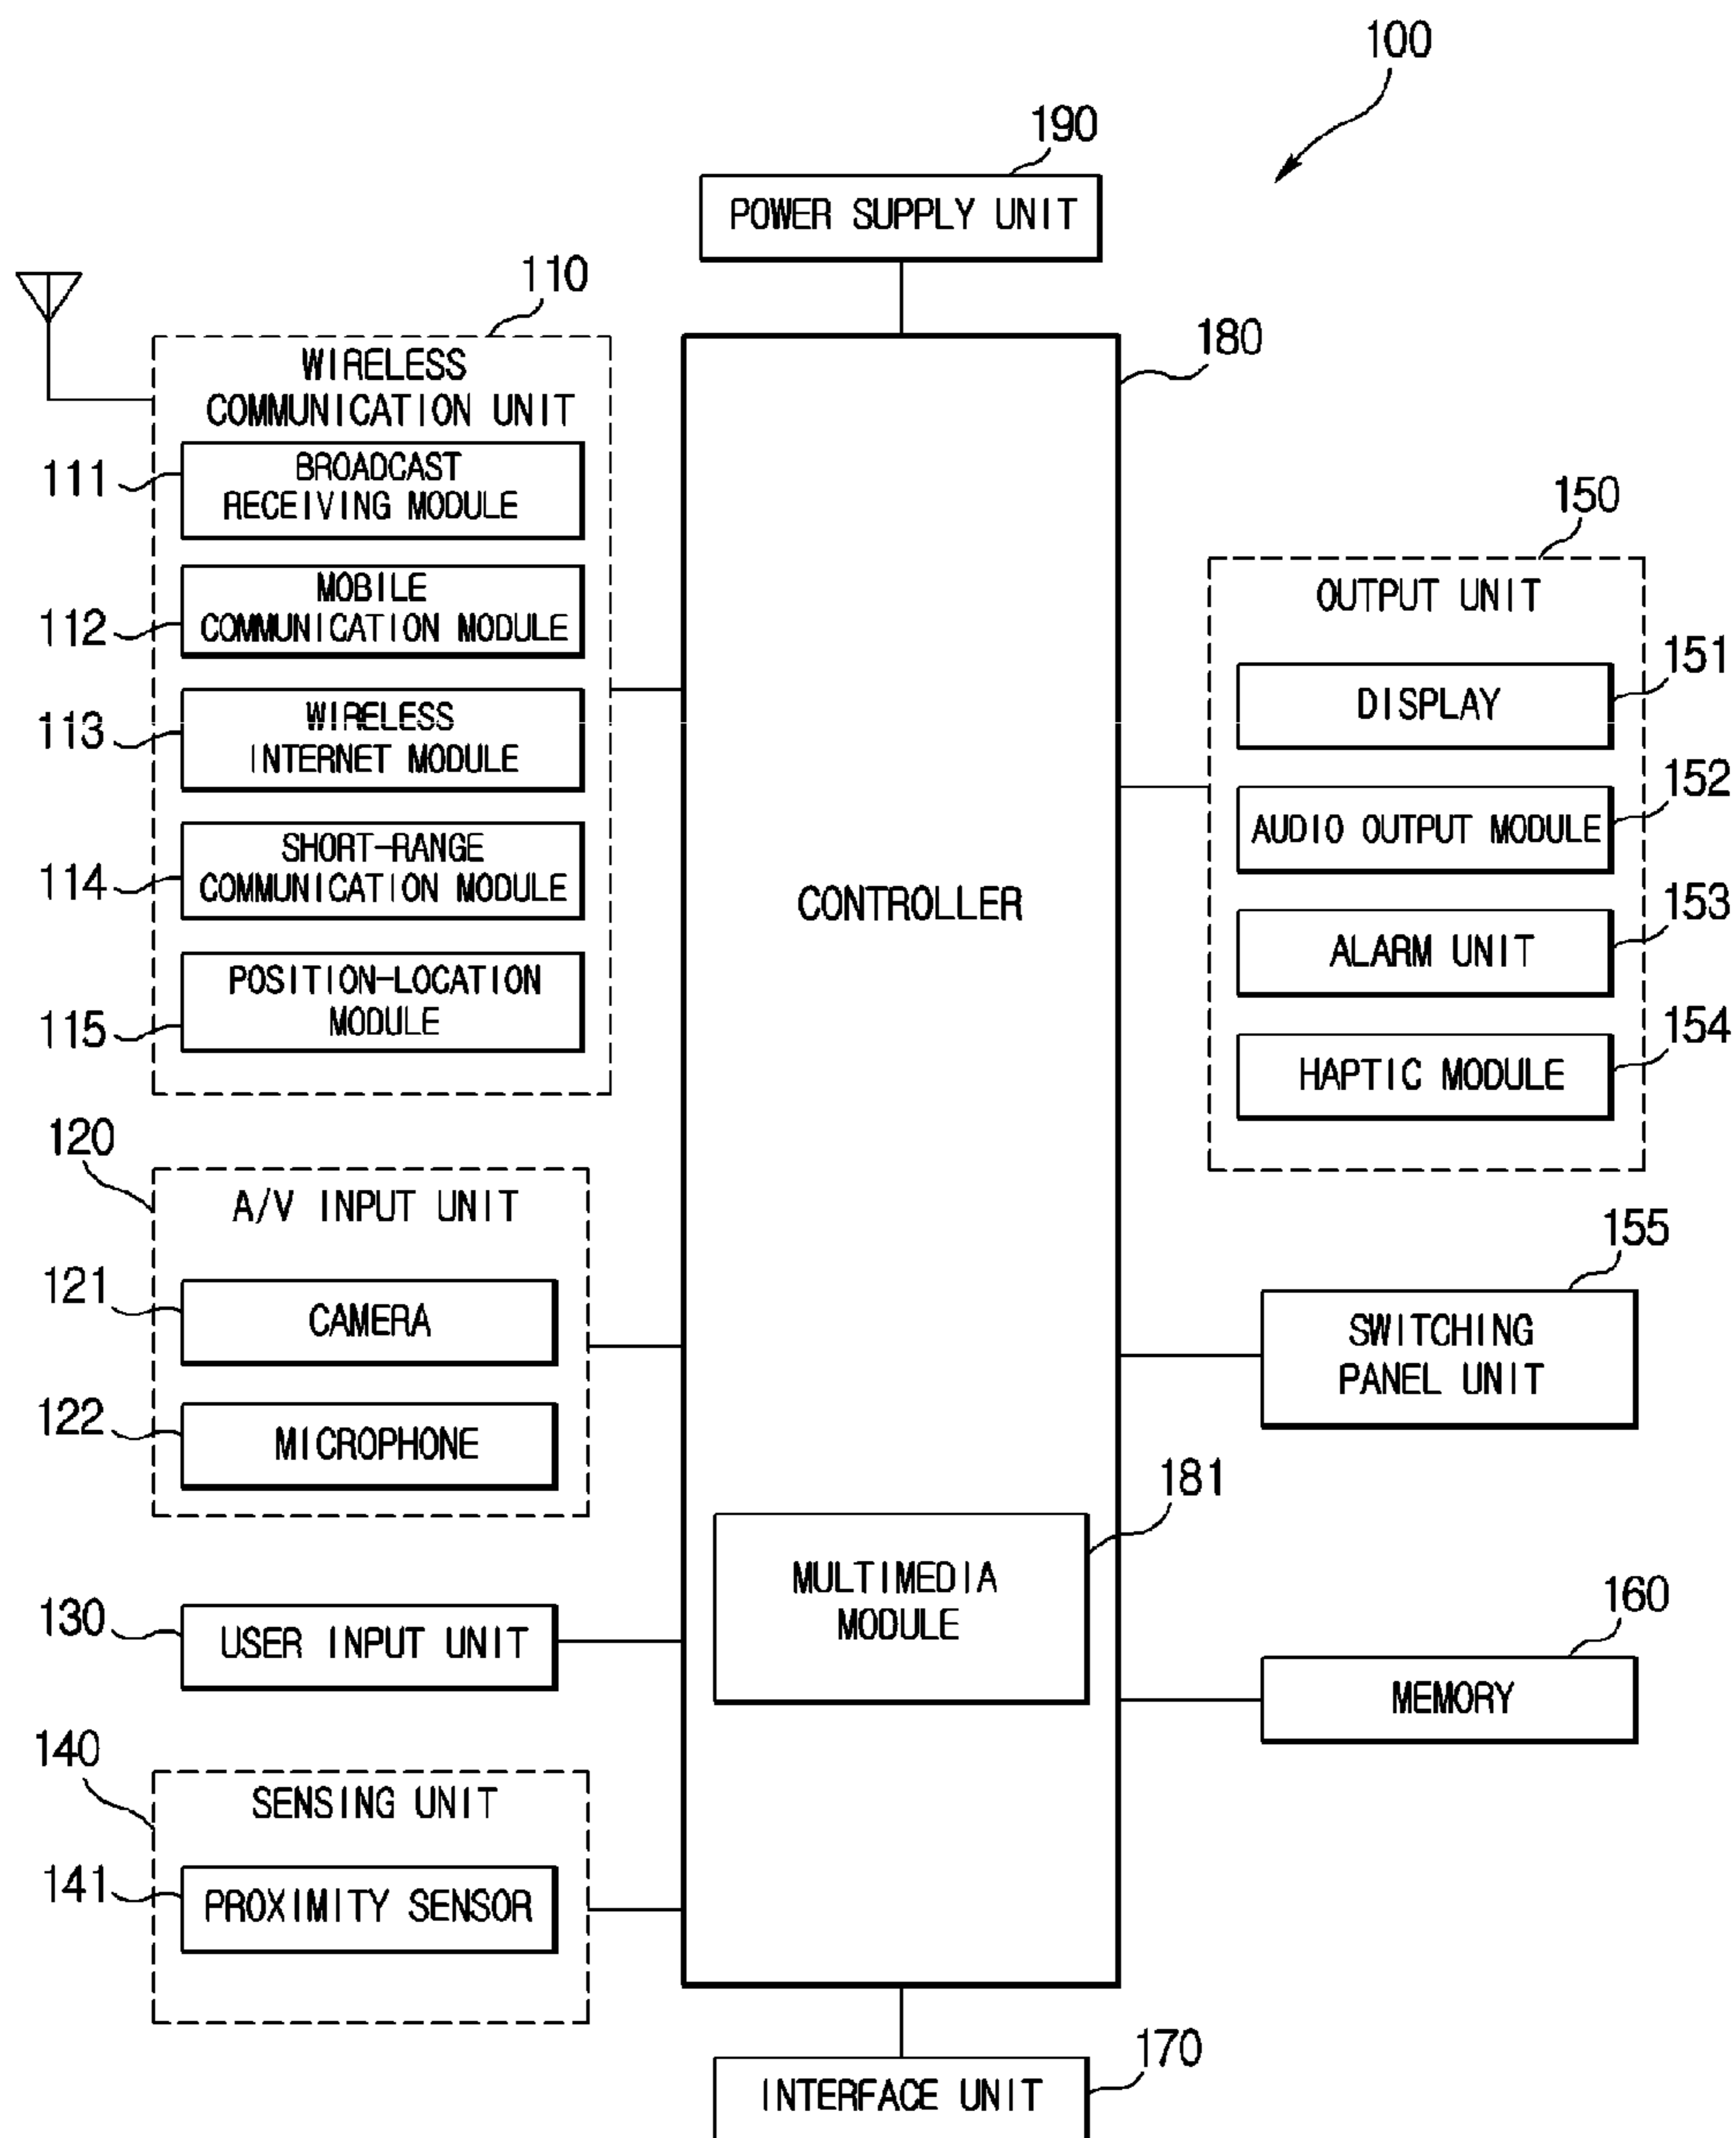 100
190
POWER SUPPLY UNIT
110
WIRELESS
COMMUNICATION UNIT
111
BROADCAST
RECEIVING MODULE
112
MOBILE
COMMUNICATION MODULE
113
WIRELESS
INTERNET MODULE
114
SHORT-RANGE
COMMUNICATION MODULE
115
POSITION-LOCATION
MODULE
120
A/V INPUT UNIT
121
CAMERA
122
MICROPHONE
130
USER INPUT UNIT
140
SENSING UNIT
141
PROXIMITY SENSOR
180
CONTROLLER
181
MULTIMEDIA
MODULE
150
OUTPUT UNIT
151
DISPLAY
152
AUDIO OUTPUT MODULE
153
ALARM UNIT
154
HAPTIC MODULE
155
SWITCHING
PANEL UNIT
160
MEMORY
170
INTERFACE UNIT